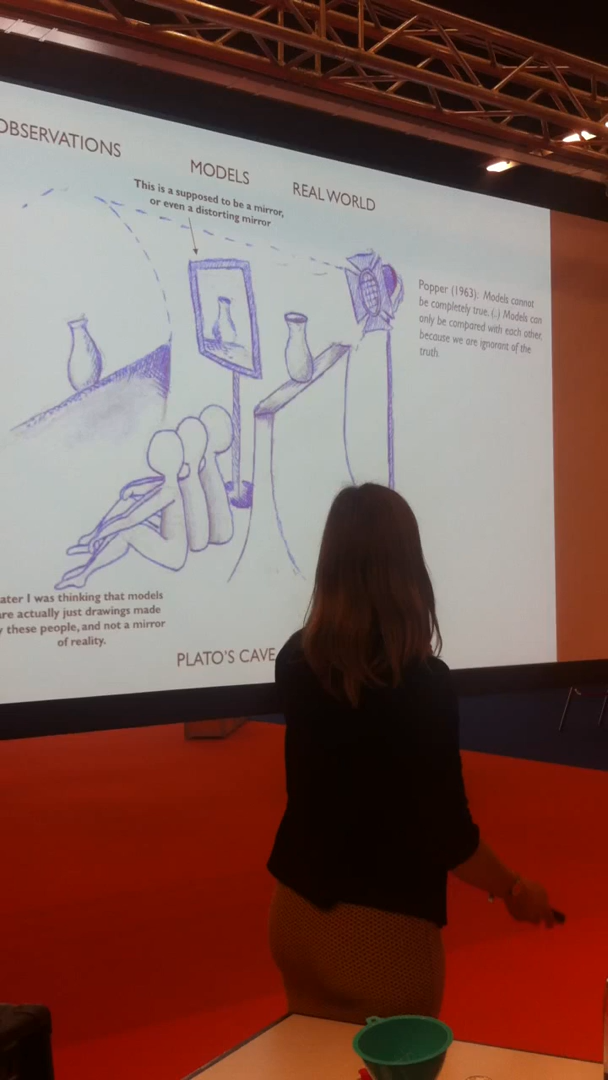 OBSERVATIONS
MODELS
REAL WORLD
This is a supposed to be a mirror,
or even a distorting mirror
Popper (1963): Models cannot
be completely true. (..) Models can
only be compared with each other,
because we are ignorant of the
truth
ater I was thinking that models
re actually just drawings made
y these people, and not a mirror
of reality.
PLATO'S CAVE